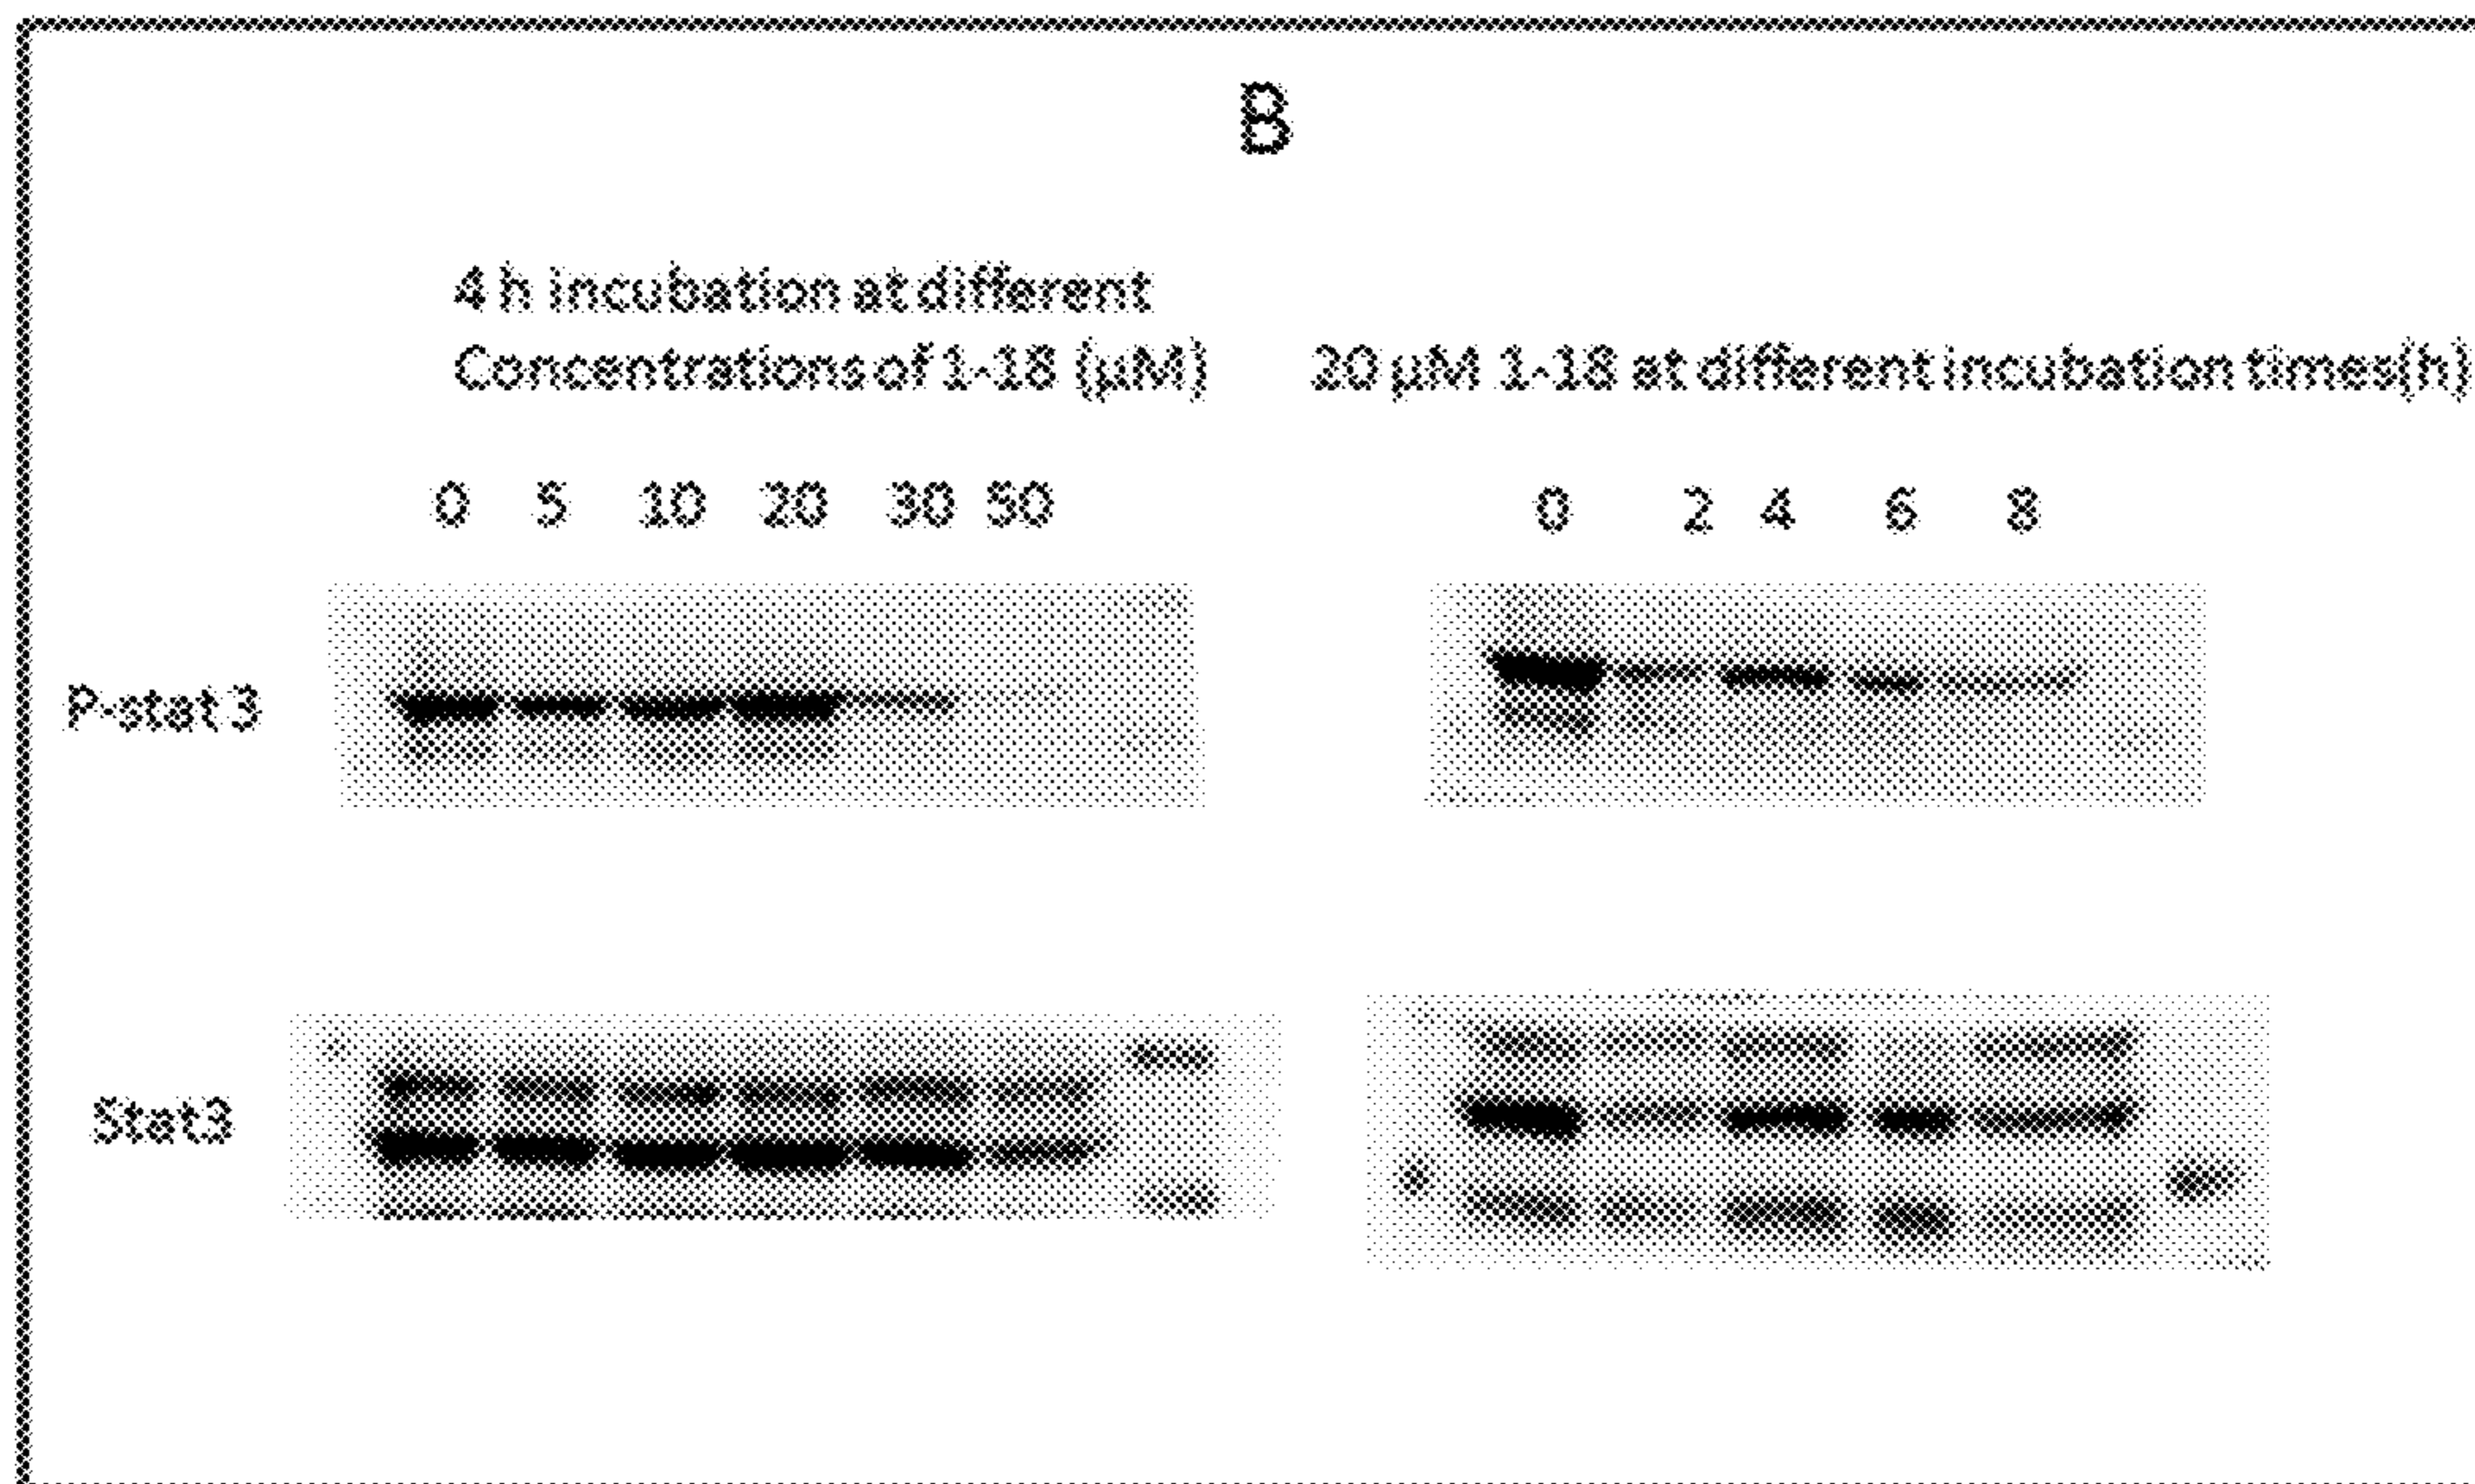 B
4 h incubation at different
Concentrations of 1-18 (µM)
20 µM 1-18 at different incubation times(h)
0 5 10 20 30 50
0 2 4 6 8
P-stat 3
Stat3